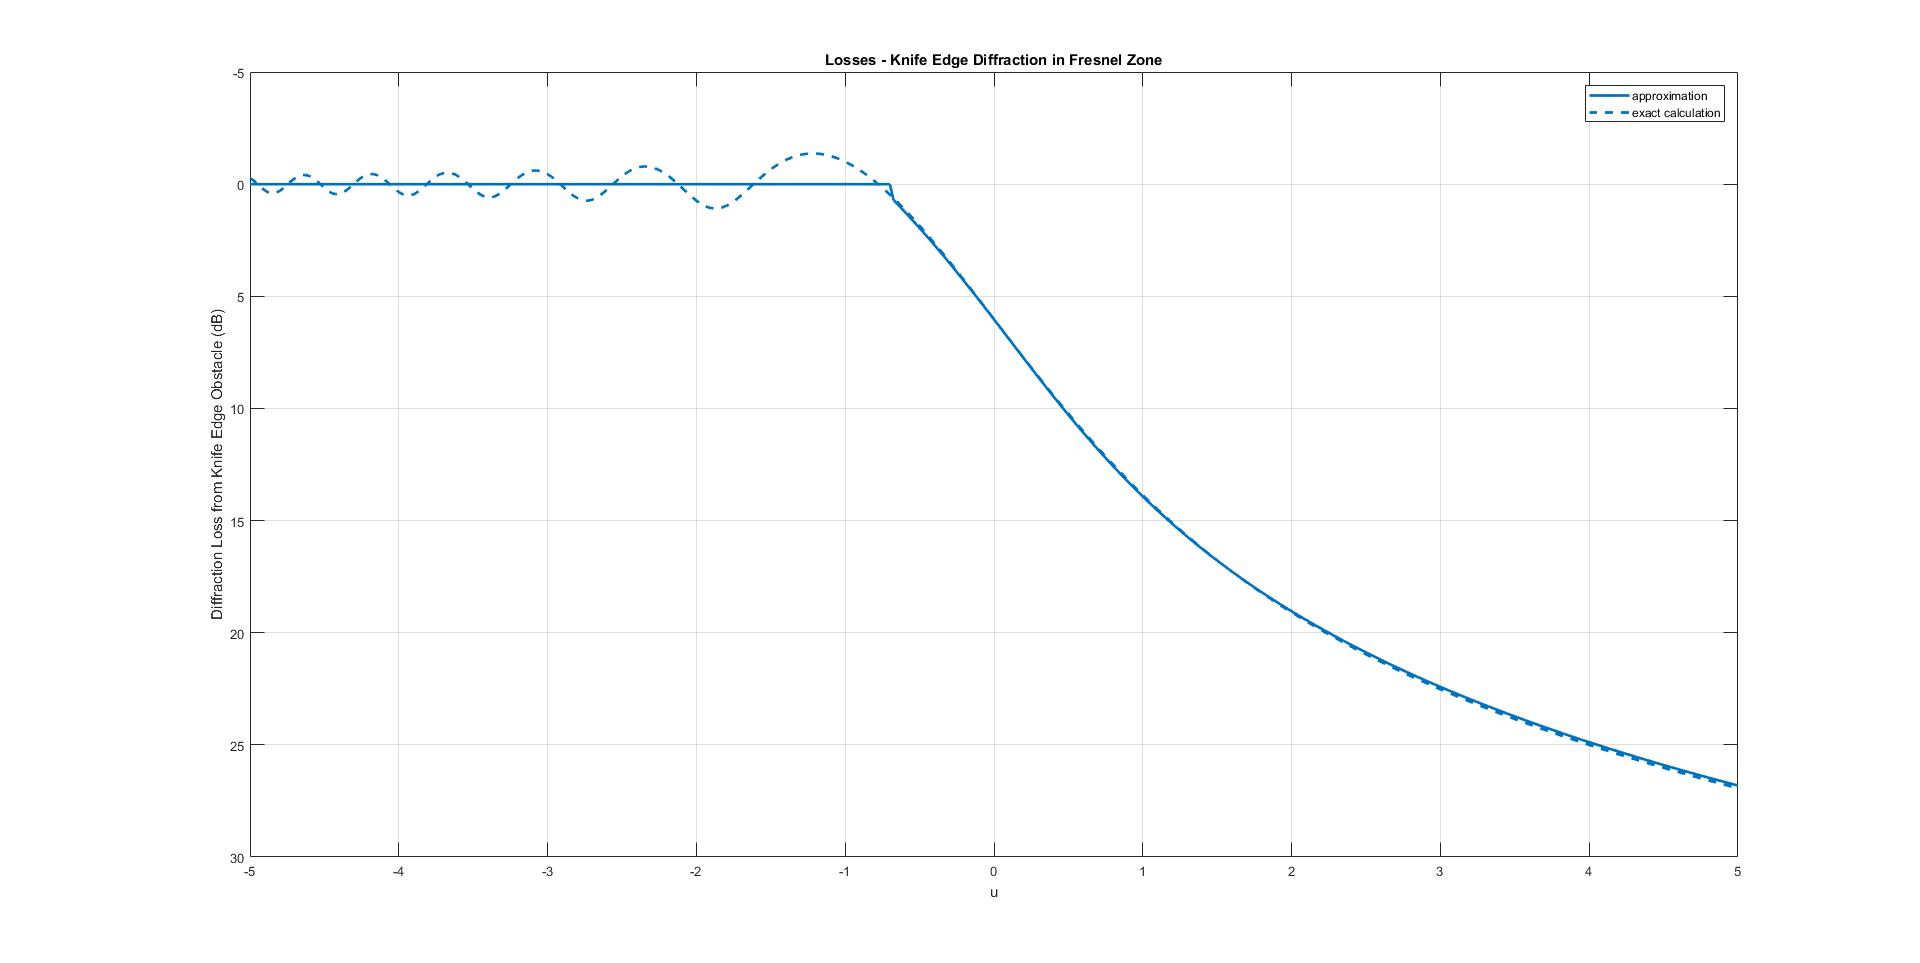 Losses - Knife Edge Diffraction in Fresnel Zone
approximation
exact calculation
Diffraction Loss from Knife Edge Obstacle (dB)
-5
0
5
10
15
20
25
30
-5 -4 -3 -2 -1 0 1 2 3 4 5
u